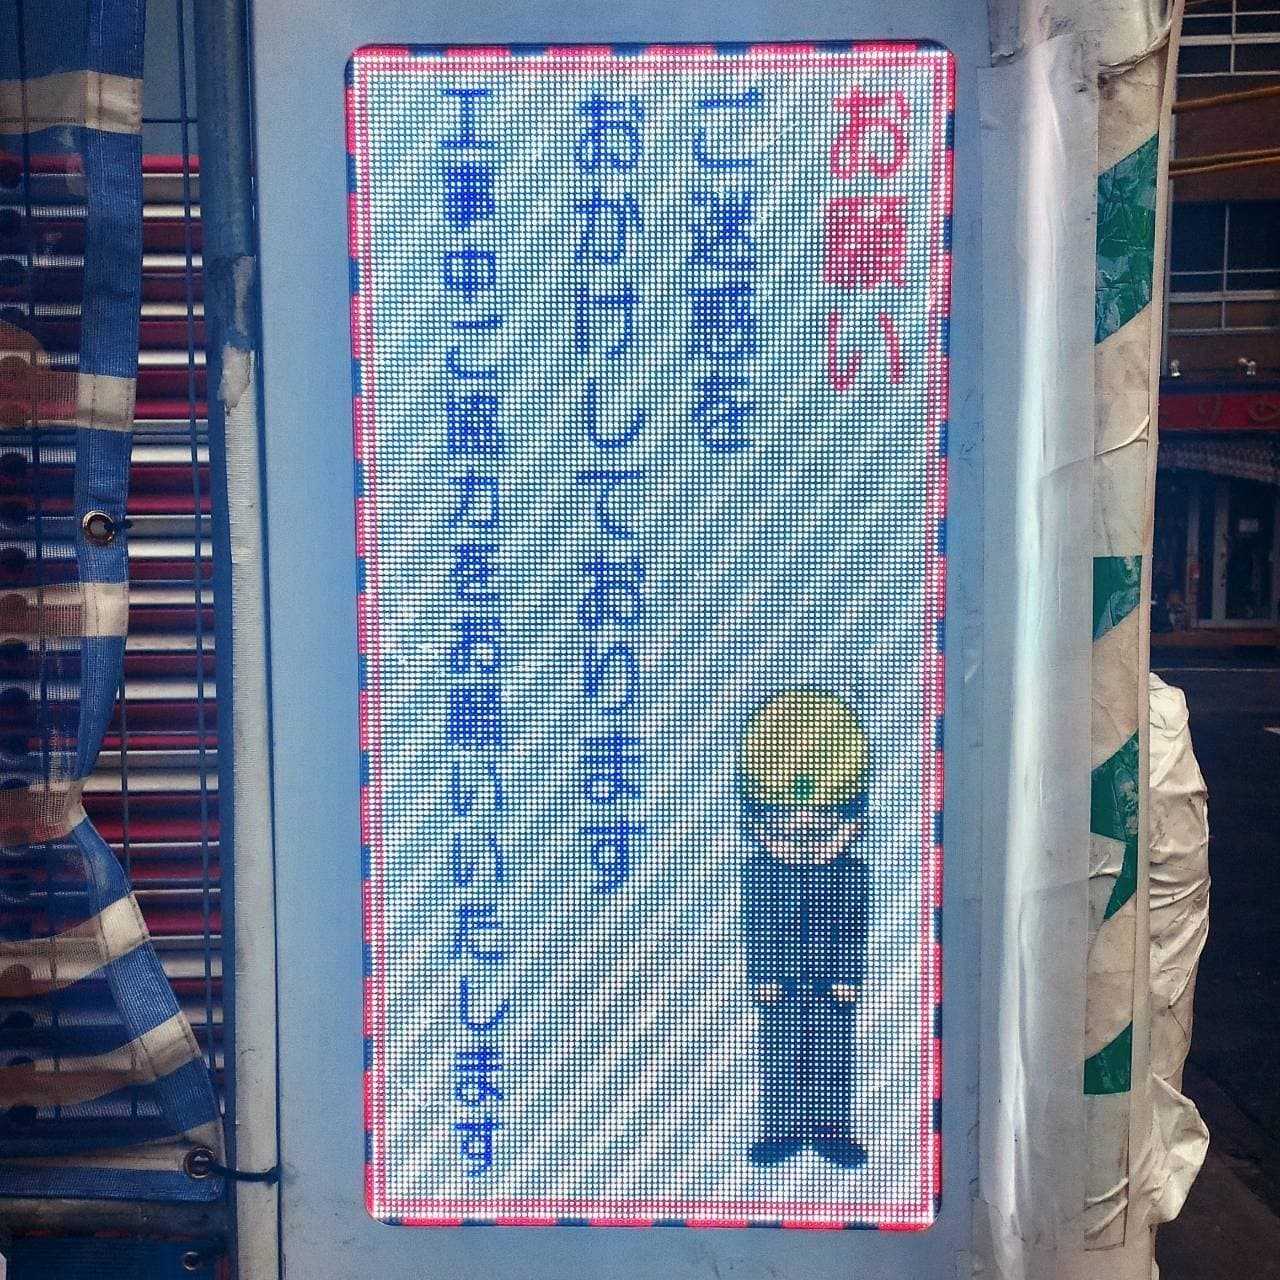 お願い
ご迷惑を
おかけしております
工事中ご協力をお願いいたします